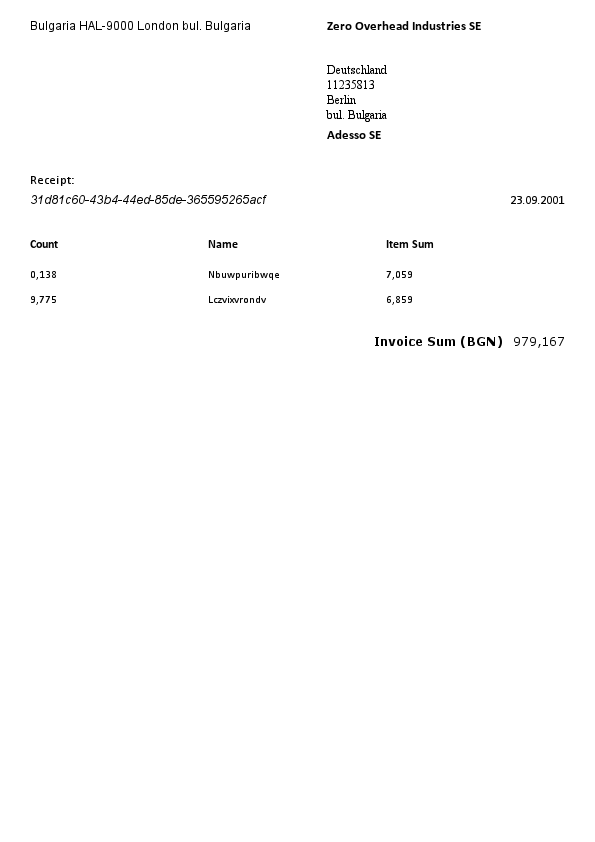 Bulgaria HAL-9000 London bul. Bulgaria
Zero Overhead Industries SE
Deutschland
11235813
Berlin
bul. Bulgaria
Adesso SE
Receipt:
31d81c60-43b4-44ed-85de-365595265acf
23.09.2001
Count Name Item Sum
0,138 Nbuwpuribwqe 7,059
9,775 Lczvixvrondv 6,859
Invoice Sum (BGN) 979,167